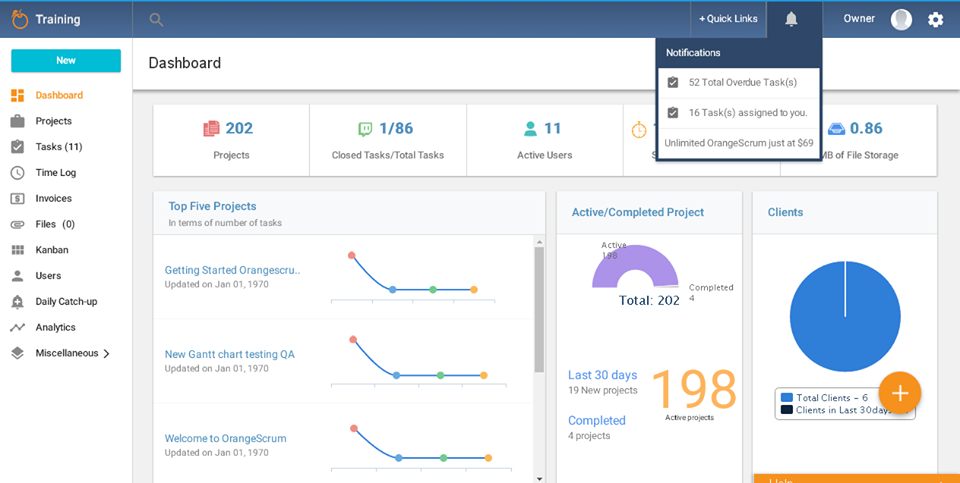 Training
+ Quick Links
Owner
New
Dashboard
Projects
Tasks (11)
Time Log
Invoices
Files (0)
Kanban
Users
Daily Catch-up
Analytics
Miscellaneous
Dashboard
Notifications
52 Total Overdue Task(s)
16 Task(s) assigned to you.
Unlimited OrangeScrum just at $69
202
Projects
1/86
Closed Tasks/Total Tasks
11
Active Users
0.86
MB of File Storage
Top Five Projects
In terms of number of tasks
Getting Started Orangescru..
Updated on Jan 01, 1970
New Gantt chart testing QA
Updated on Jan 01, 1970
Welcome to OrangeScrum
Updated on Jan 01, 1970
Active/Completed Project
Active
198
Completed
4
Total: 202
Last 30 days
19 New projects
Completed
4 projects
198
Active projects
Clients
Total Clients - 6
Clients in Last 30days
Help